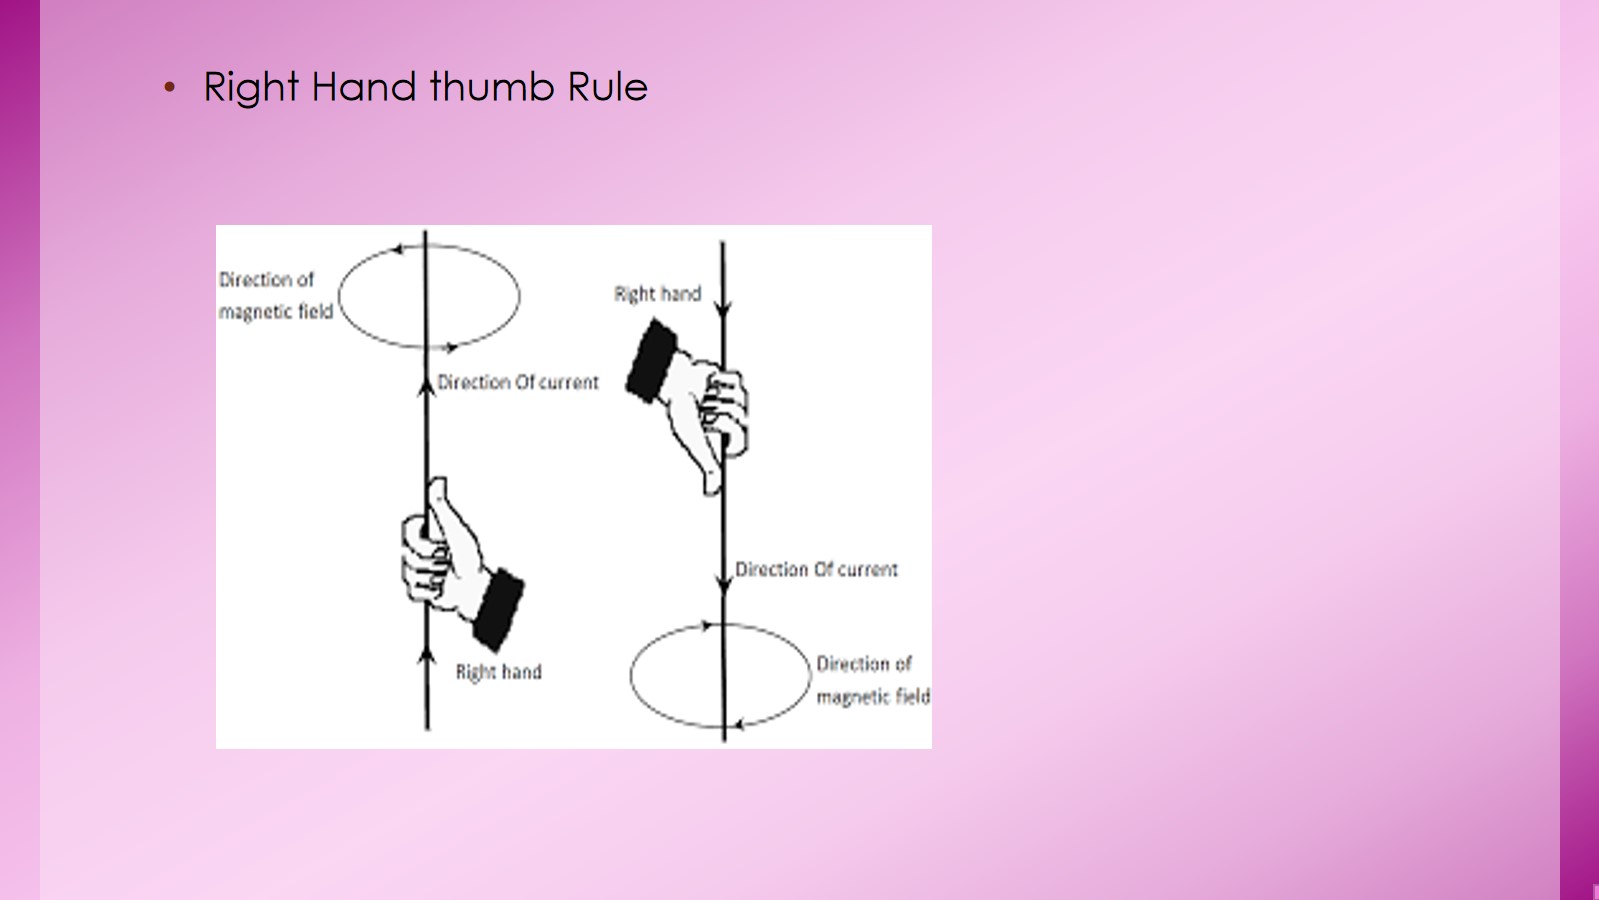 • Right Hand thumb Rule
Direction of
magnetic field
Direction Of current
Right hand
Right hand
Direction Of current
Direction of
magnetic field